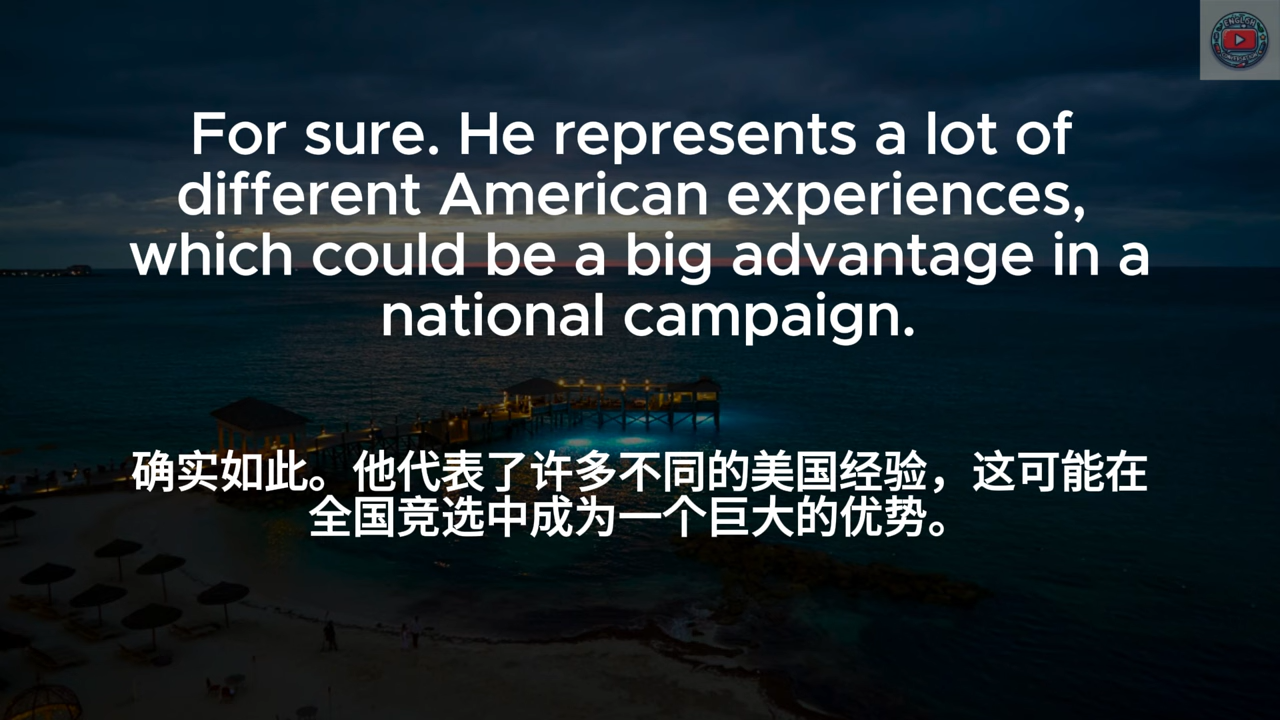 For sure. He represents a lot of
different American experiences,
which could be a big advantage in a
national campaign.
确实如此。他代表了许多不同的美国经验，这可能在
全国竞选中成为一个巨大的优势。